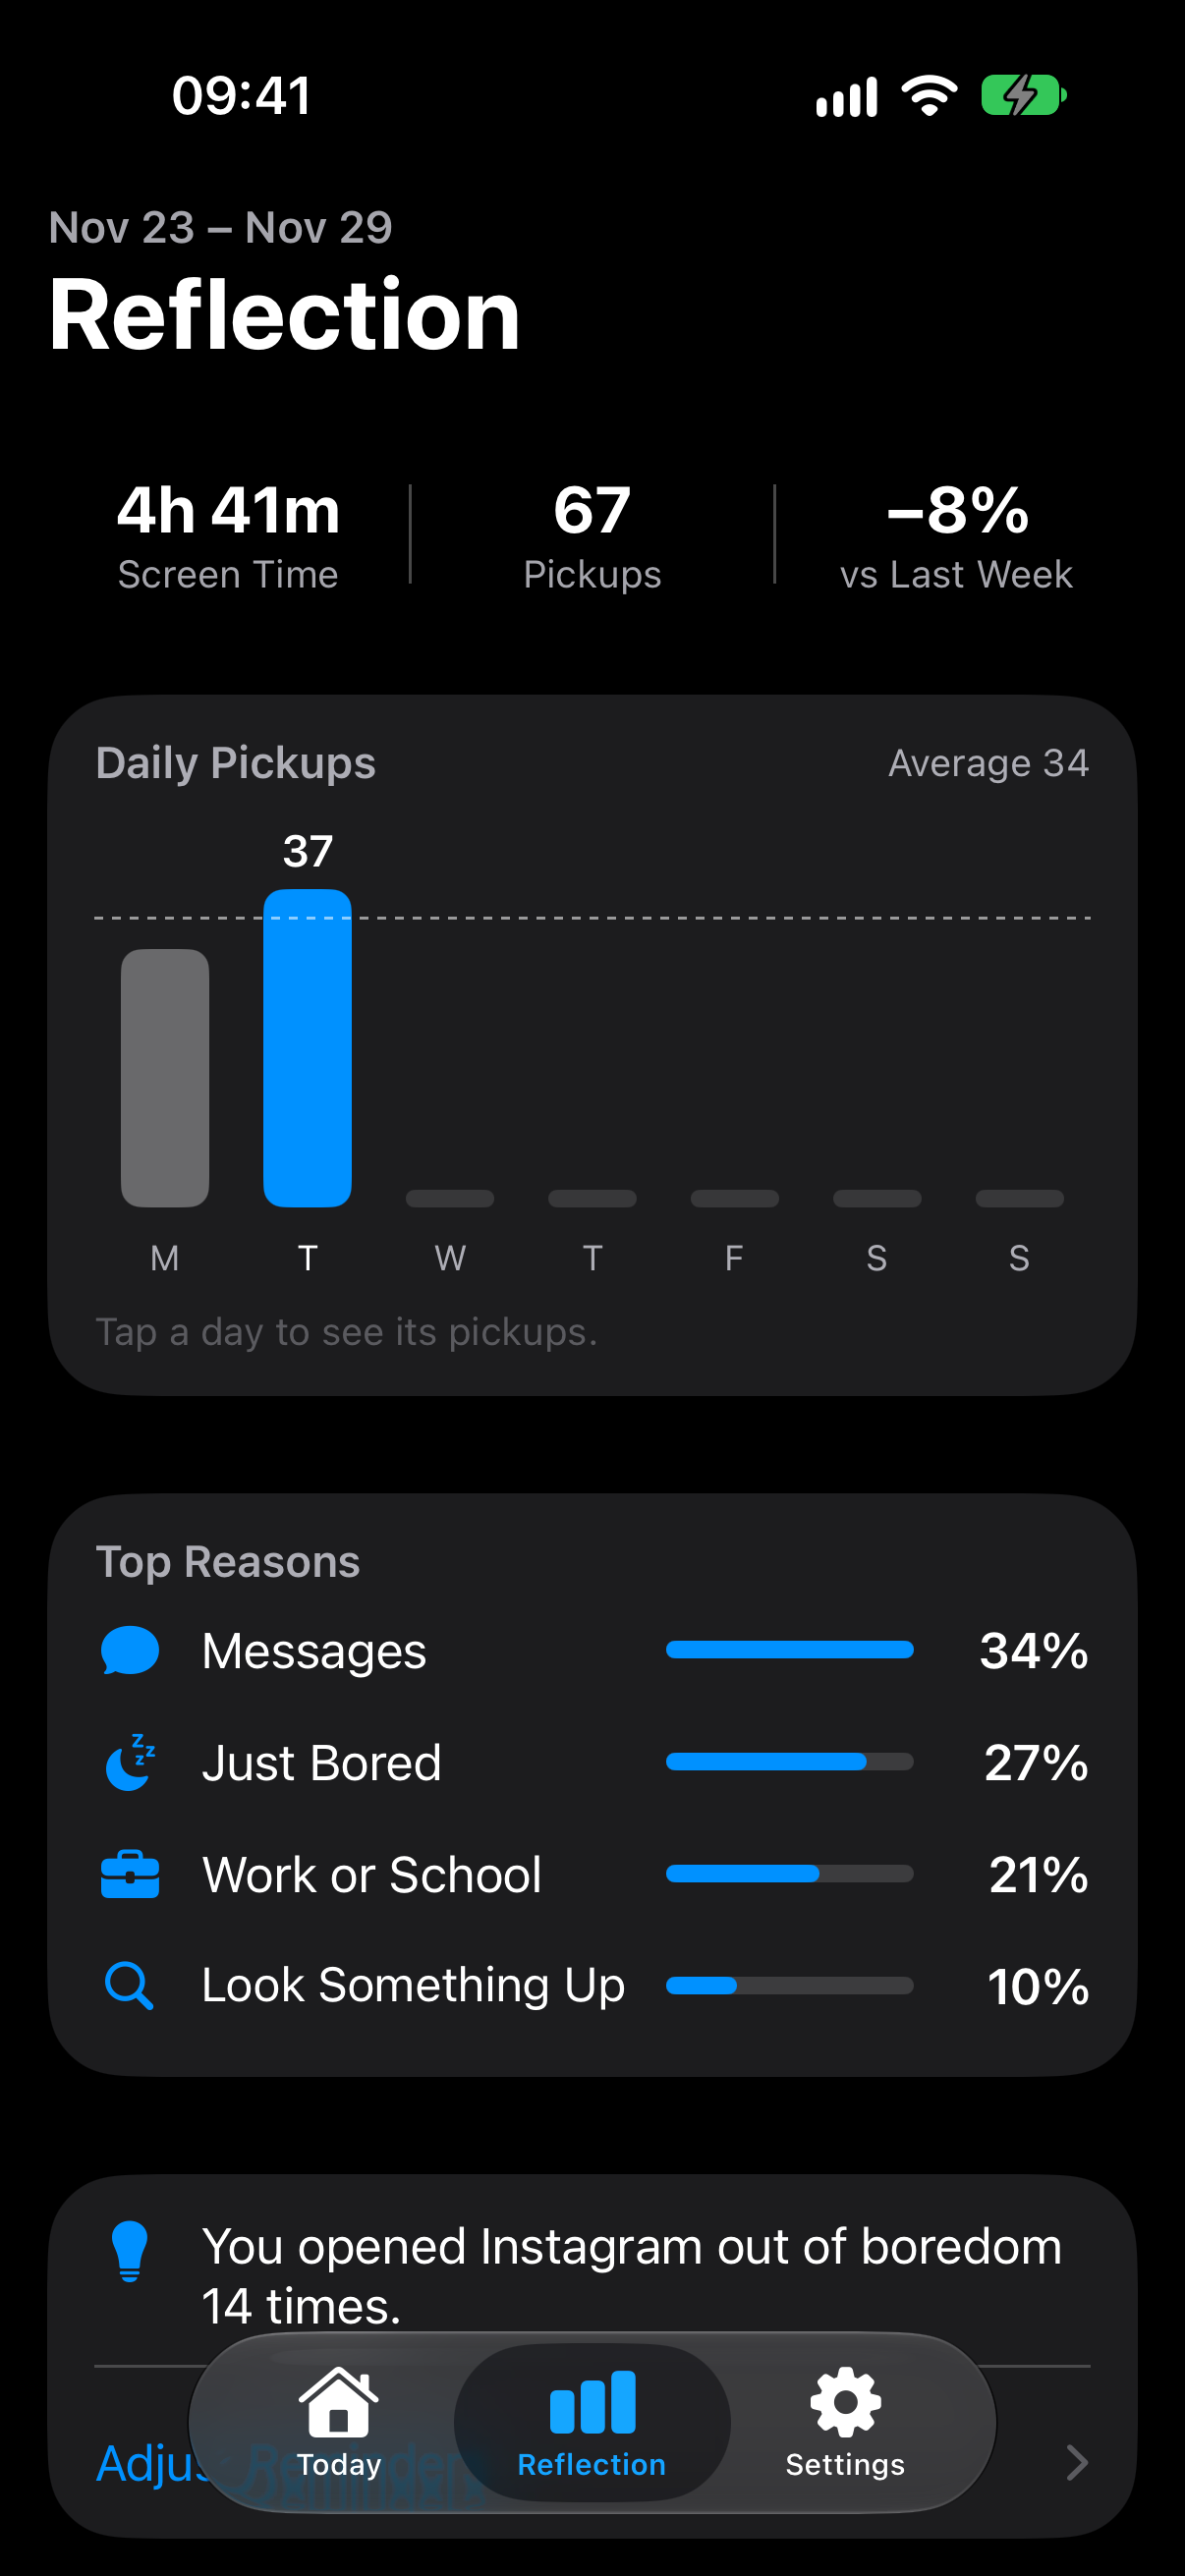 09:41
Nov 23 – Nov 29
Reflection
4h 41m
Screen Time
67
Pickups
–8%
vs Last Week
Daily Pickups
Average 34
37
M T W T F S S
Tap a day to see its pickups.
Top Reasons
Messages 34%
Just Bored 27%
Work or School 21%
Look Something Up 10%
You opened Instagram out of boredom
14 times.
Today
Reflection
Settings